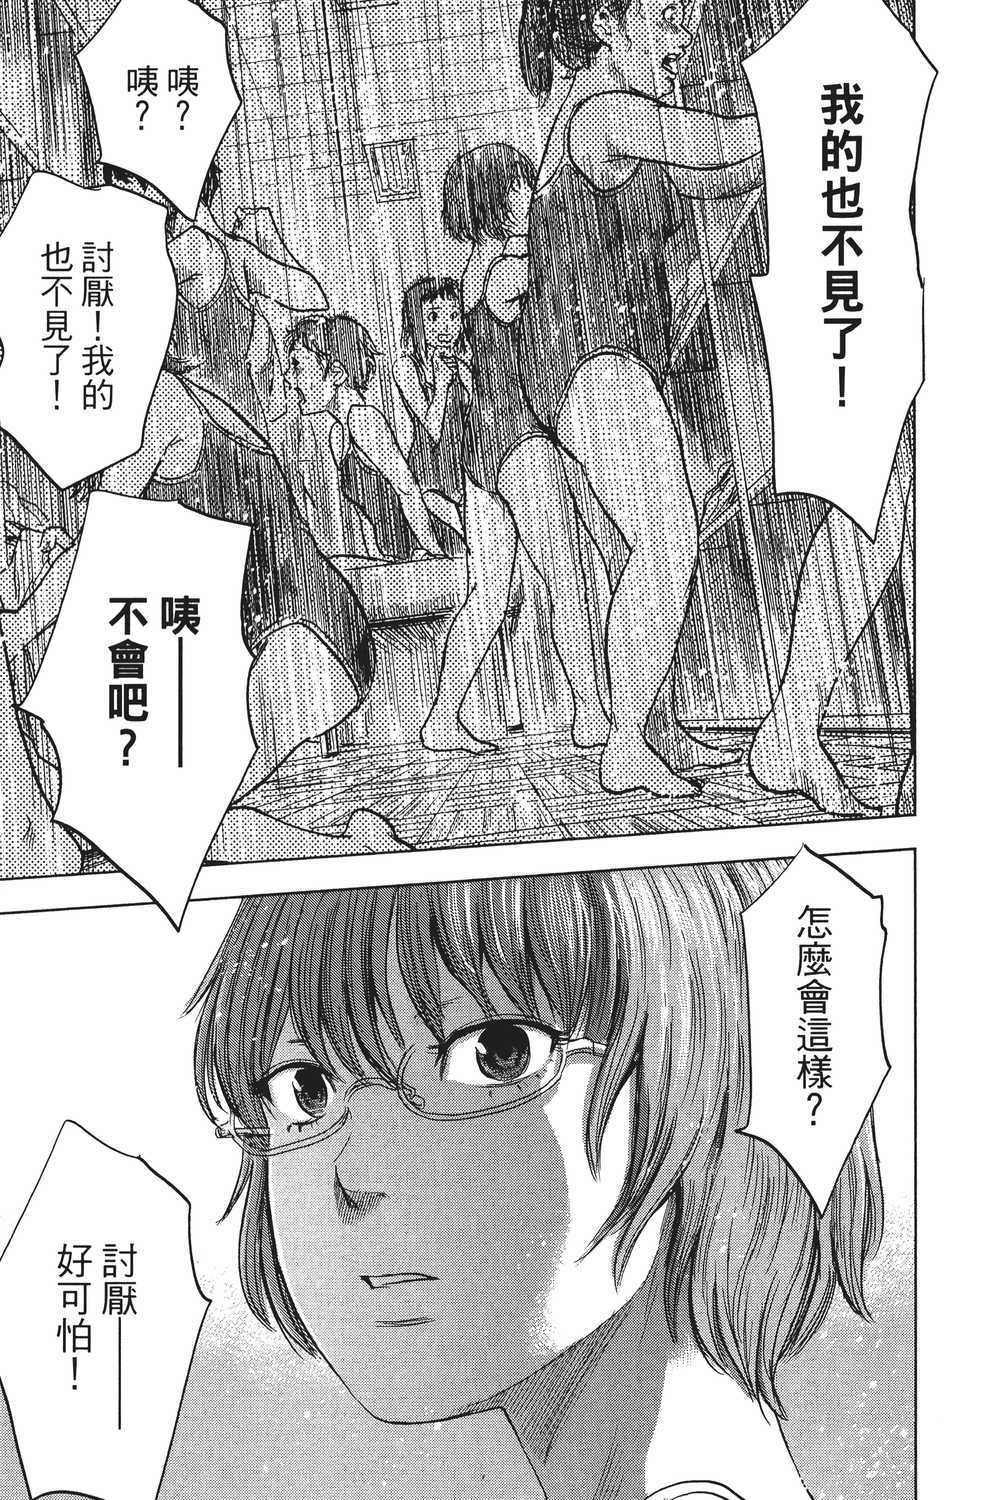 我的也不見了！
咦？
咦？
討厭！我的
也不見了！
咦——
不會吧？
怎麼會這樣？
討厭——
好可怕！